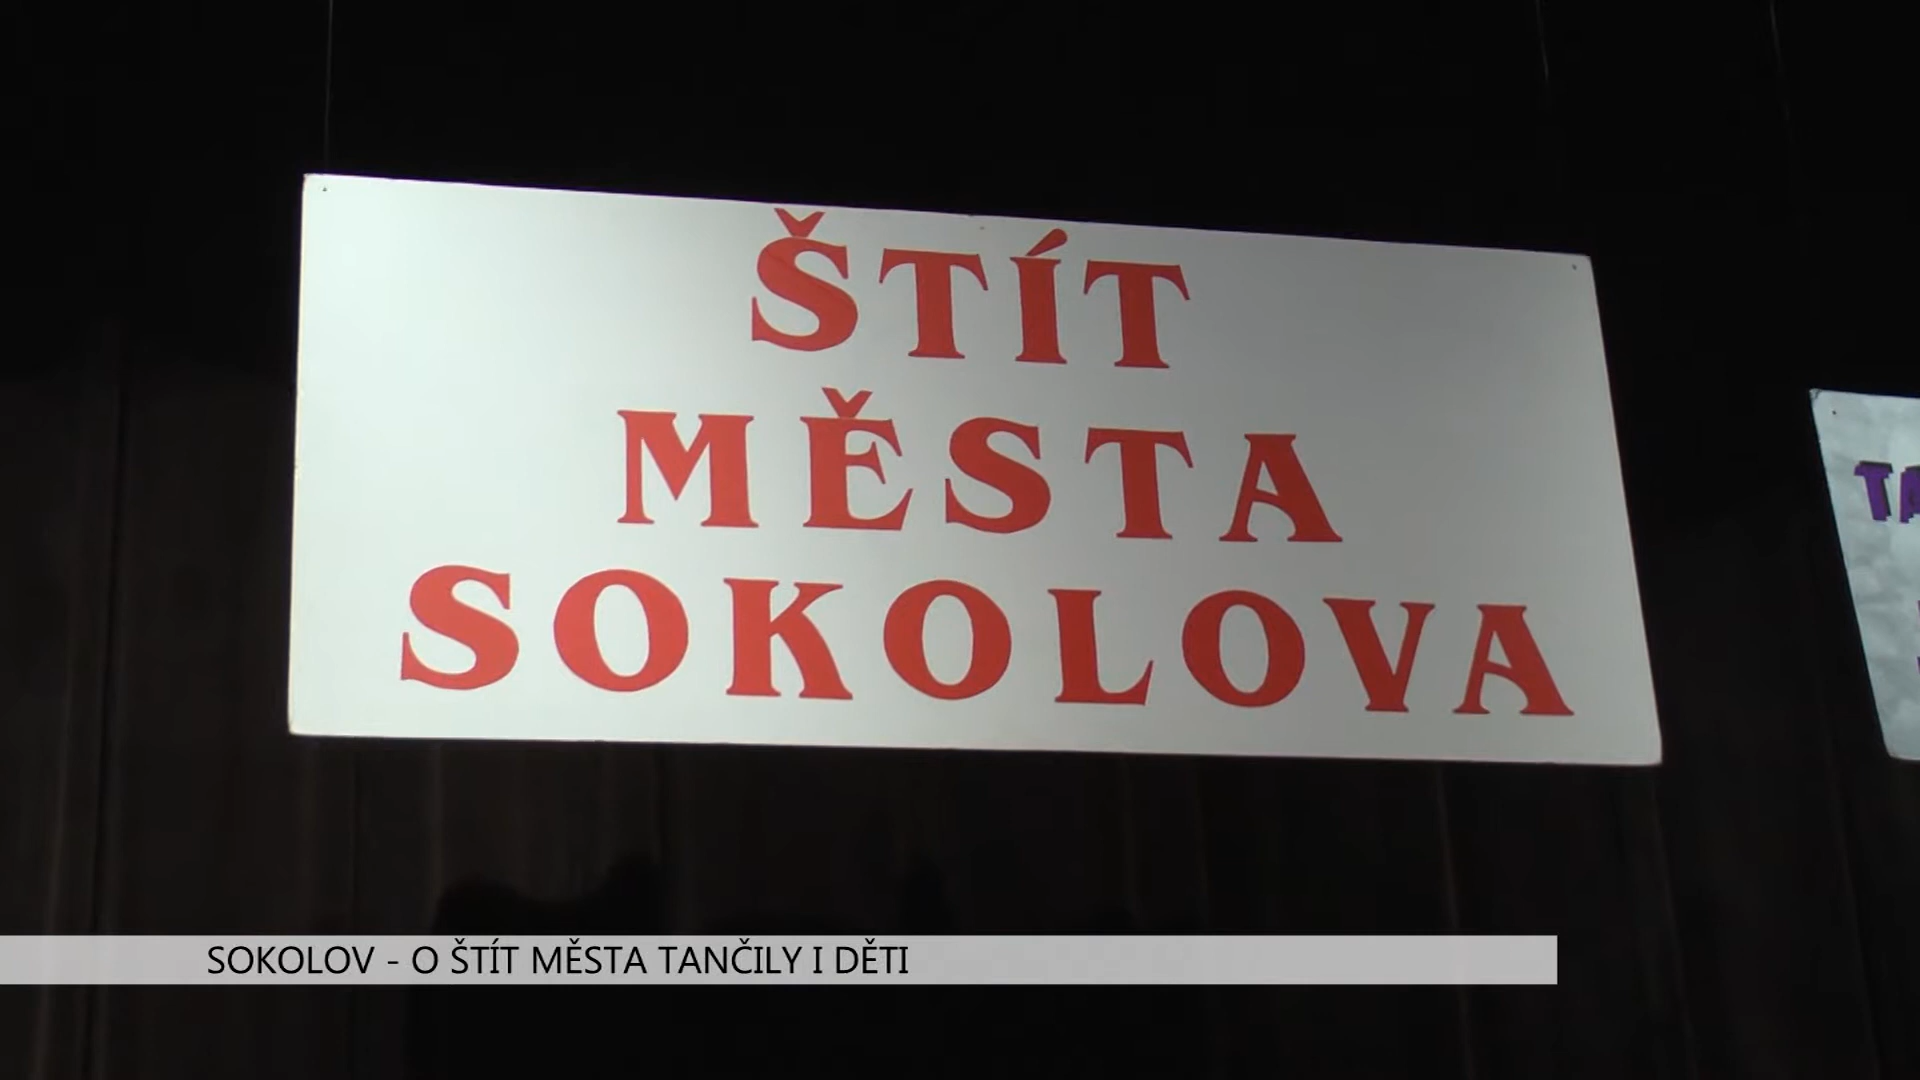 ŠTÍT
MĚSTA
SOKOLOVA
SOKOLOV - O ŠTÍT MĚSTA TANČILY I DĚTI